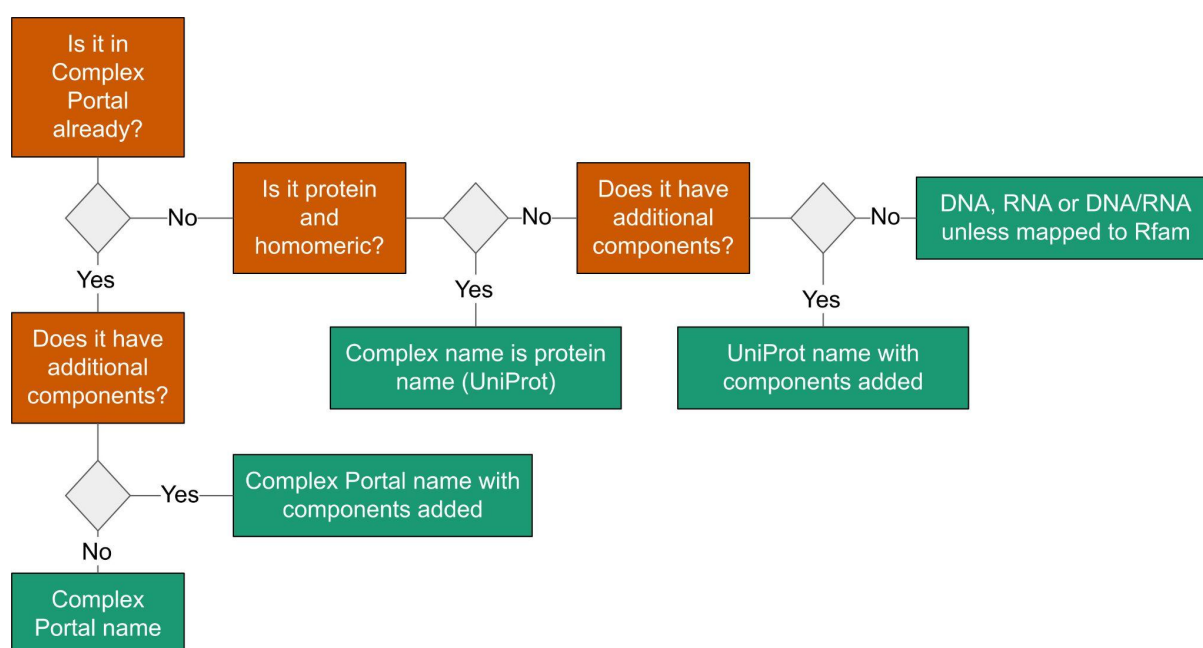 Is it in
Complex
Portal
already?
No
Is it protein
and
homomeric?
No
Does it have
additional
components?
No
DNA, RNA or DNA/RNA
unless mapped to Rfam
Yes
Yes
Yes
Does it have
additional
components?
Complex name is protein
name (UniProt)
UniProt name with
components added
Yes
Complex Portal name with
components added
No
Complex
Portal name